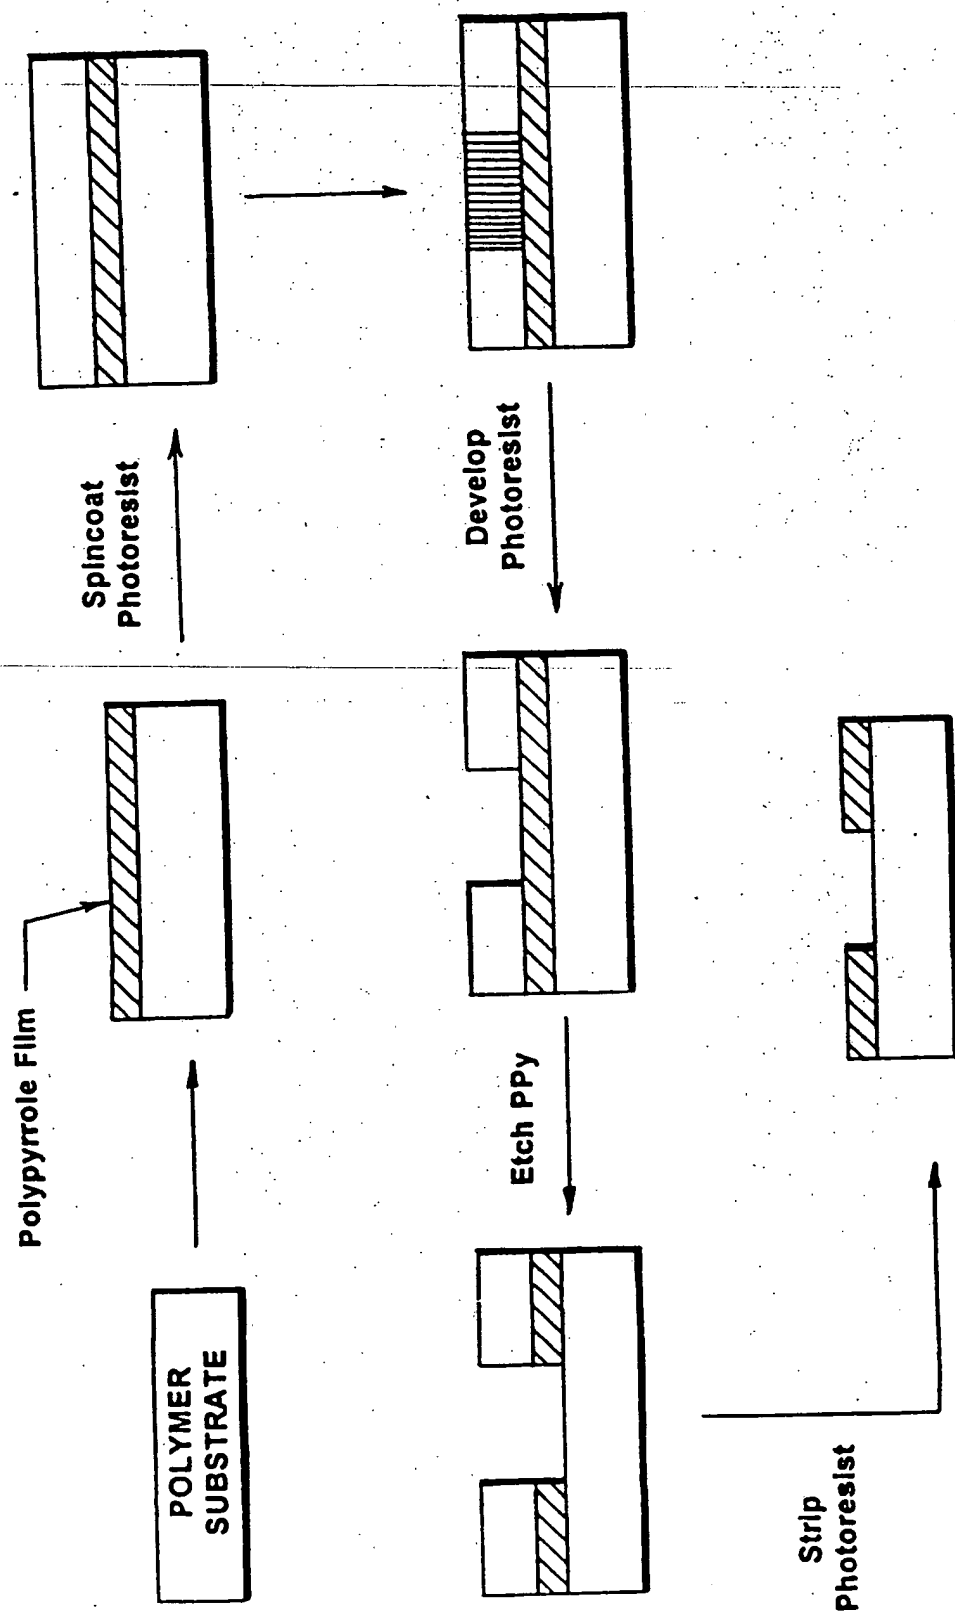 Polypyrrole Film
POLYMER
SUBSTRATE
Spincoat
Photoresist
Develop
Photoresist
Etch PPy
Strip
Photoresist